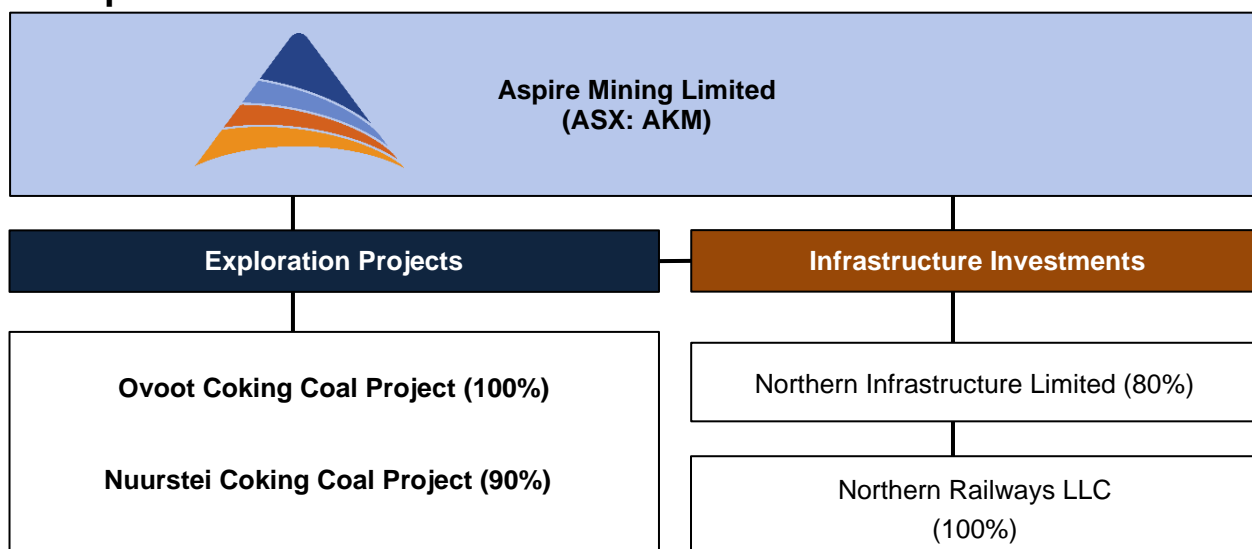 Aspire Mining Limited
(ASX: AKM)
Exploration Projects
Infrastructure Investments
Ovoot Coking Coal Project (100%)
Nuurstei Coking Coal Project (90%)
Northern Infrastructure Limited (80%)
Northern Railways LLC
(100%)